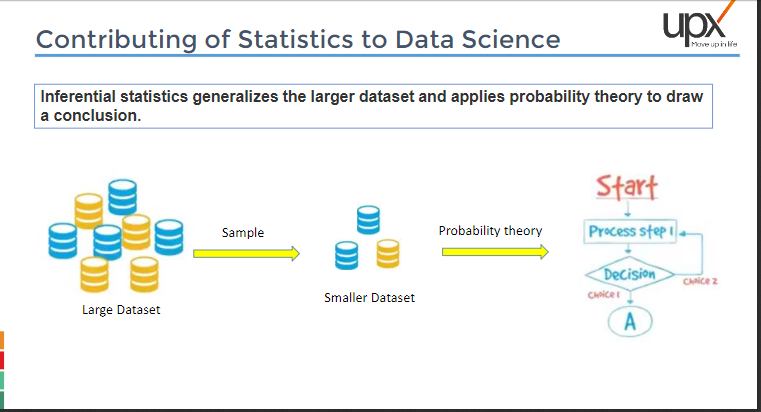 upx
Move up in life
Contributing of Statistics to Data Science
Inferential statistics generalizes the larger dataset and applies probability theory to draw
a conclusion.
Start
Sample
Probability theory
Process step 1
Decision
Choice 2
Choice 1
Smaller Dataset
Large Dataset
A